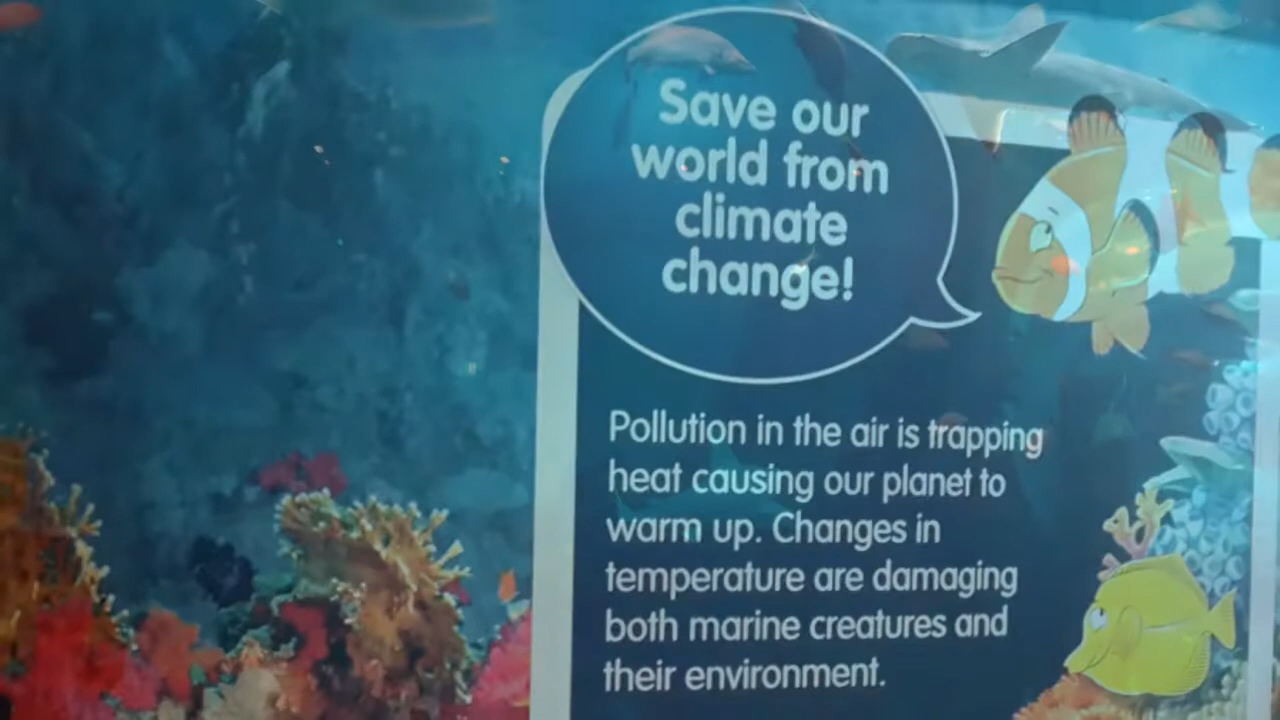 Save our
world from
climate
change!
Pollution in the air is trapping
heat causing our planet to
warm up. Changes in
temperature are damaging
both marine creatures and
their environment.